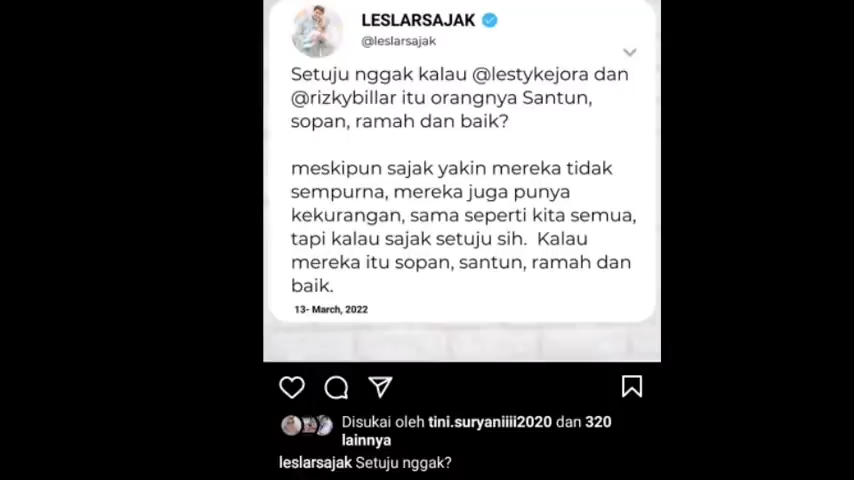 LESLARSAJAK
@leslarsajak
Setuju nggak kalau @lestykejora dan
@rizkybillar itu orangnya Santun,
sopan, ramah dan baik?
meskipun sajak yakin mereka tidak
sempurna, mereka juga punya
kekurangan, sama seperti kita semua,
tapi kalau sajak setuju sih. Kalau
mereka itu sopan, santun, ramah dan
baik.
13- March, 2022
Disukai oleh tini.suryaniiii2020 dan 320
lainnya
leslarsajak Setuju nggak?